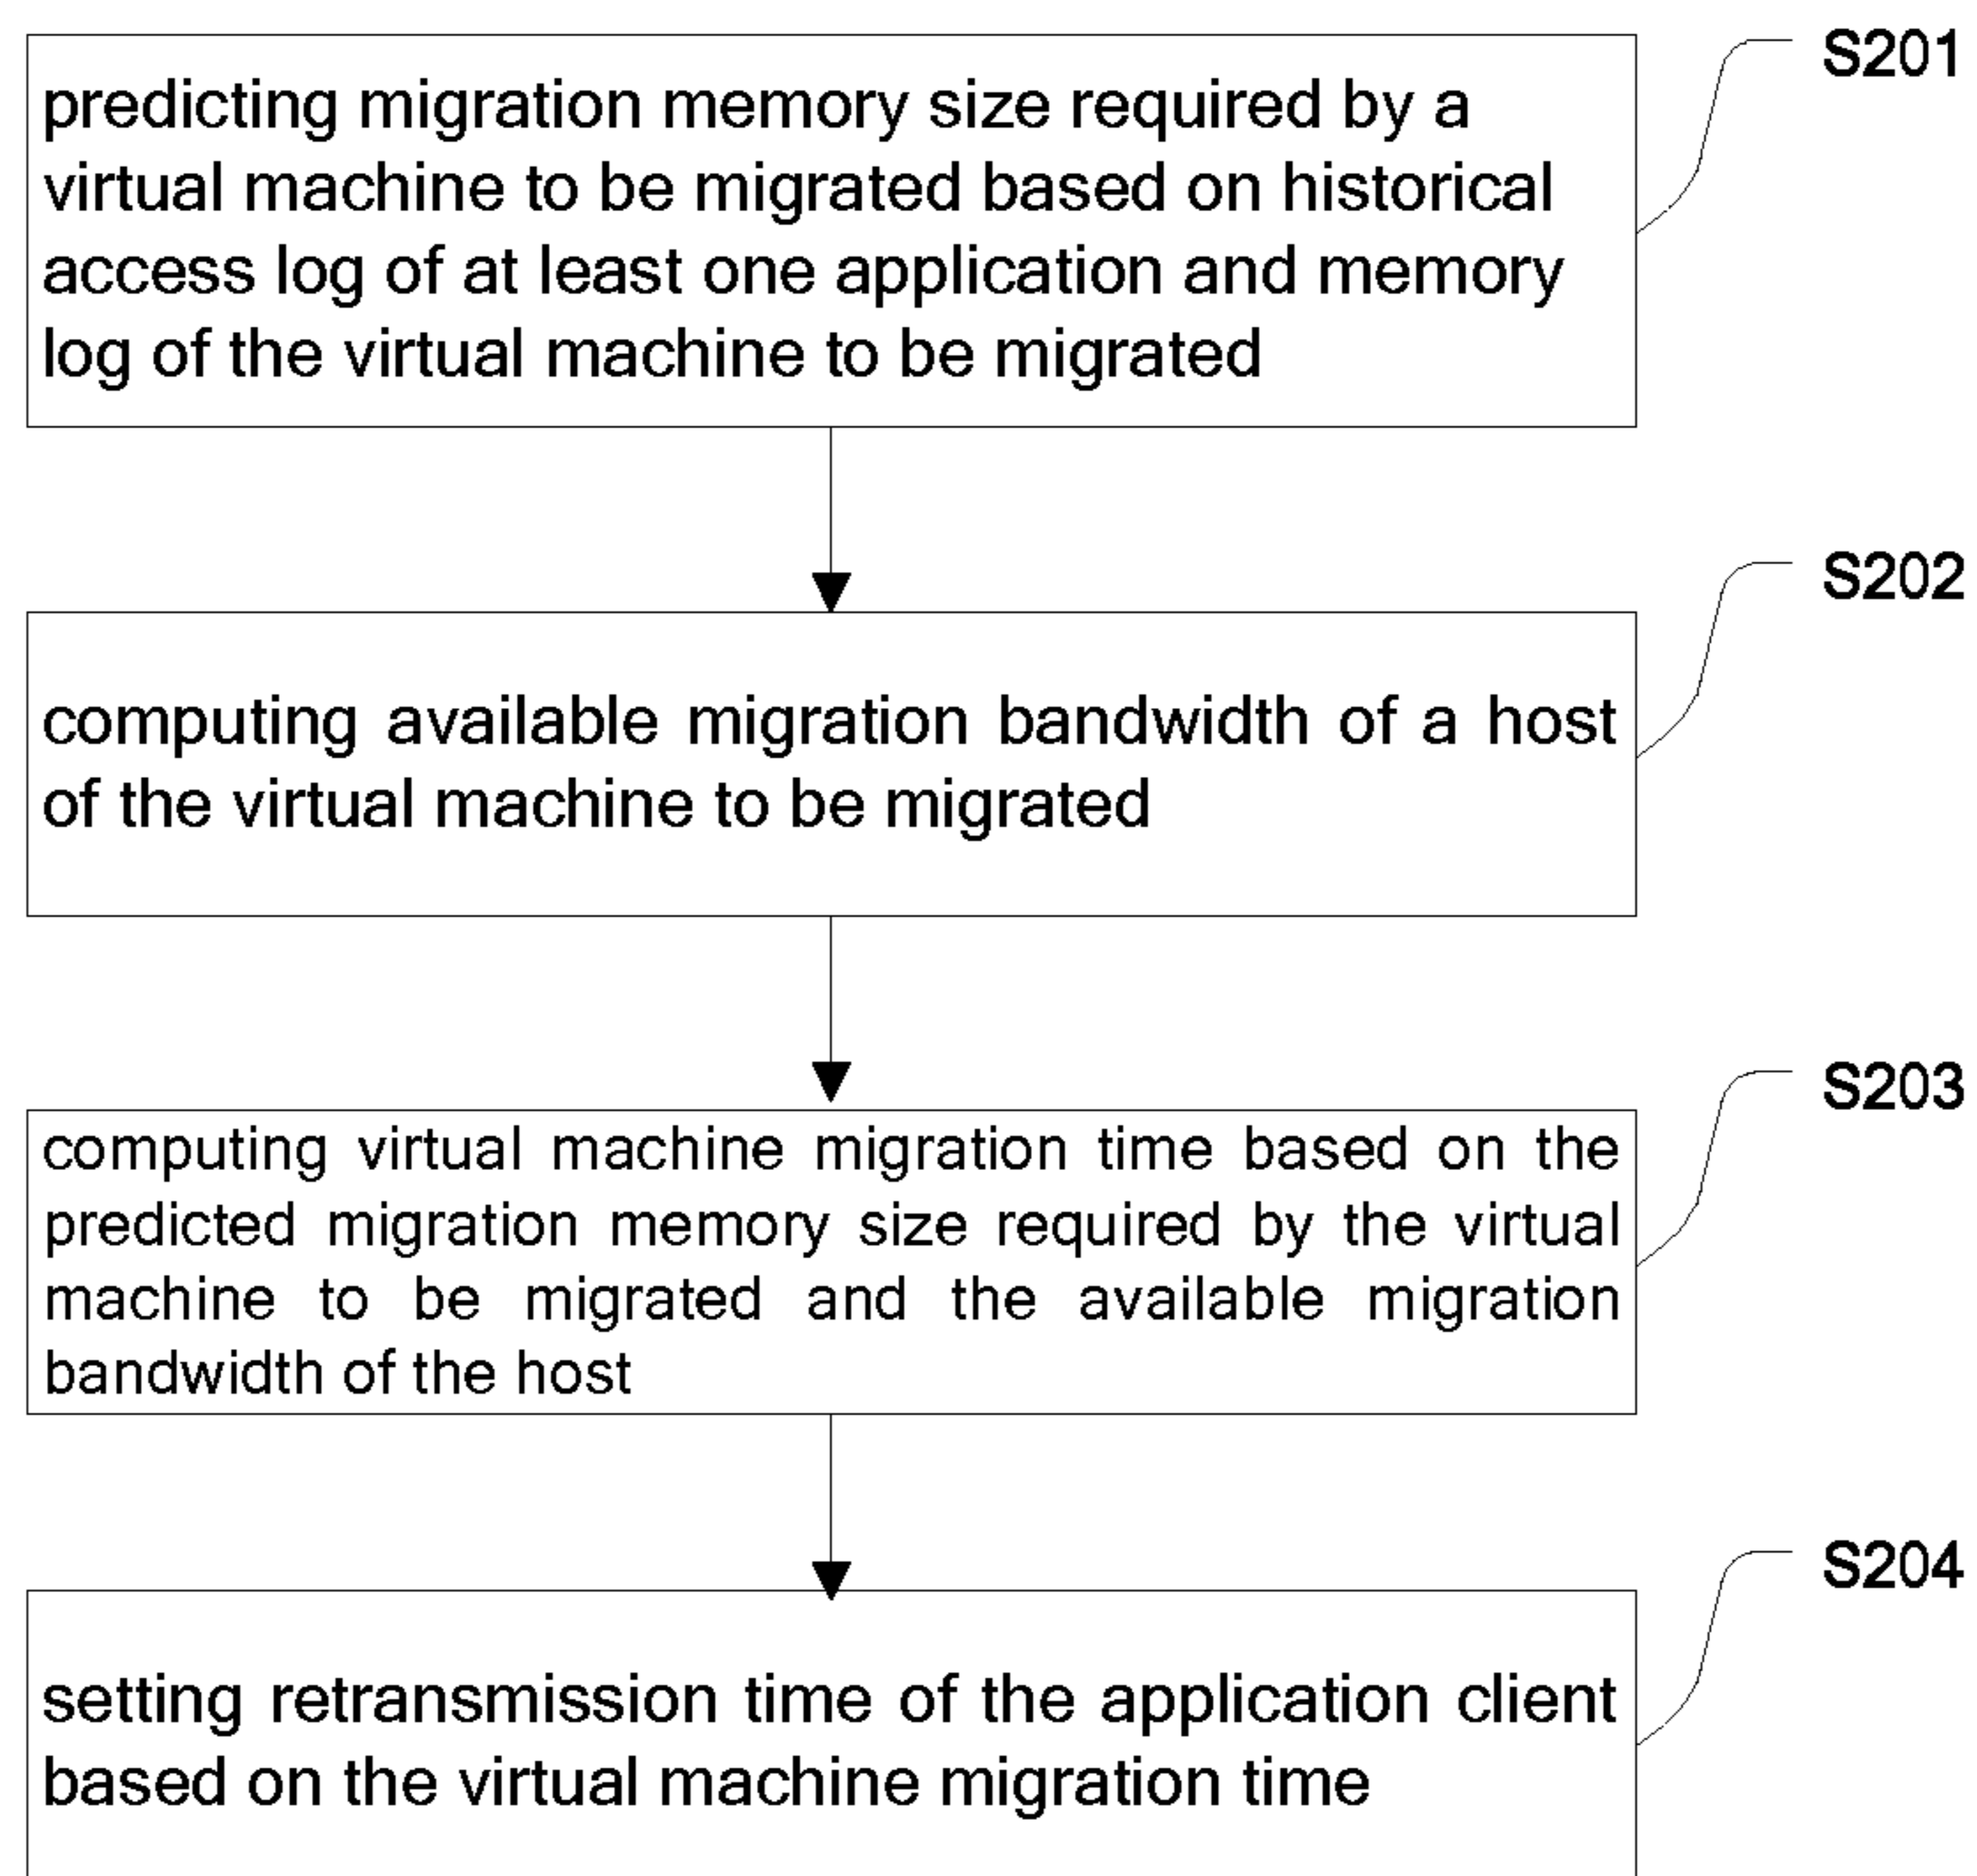 S201
predicting migration memory size required by a
virtual machine to be migrated based on historical
access log of at least one application and memory
log of the virtual machine to be migrated
S202
computing available migration bandwidth of a host
of the virtual machine to be migrated
S203
computing virtual machine migration time based on the
predicted migration memory size required by the virtual
machine to be migrated and the available migration
bandwidth of the host
S204
setting retransmission time of the application client
based on the virtual machine migration time